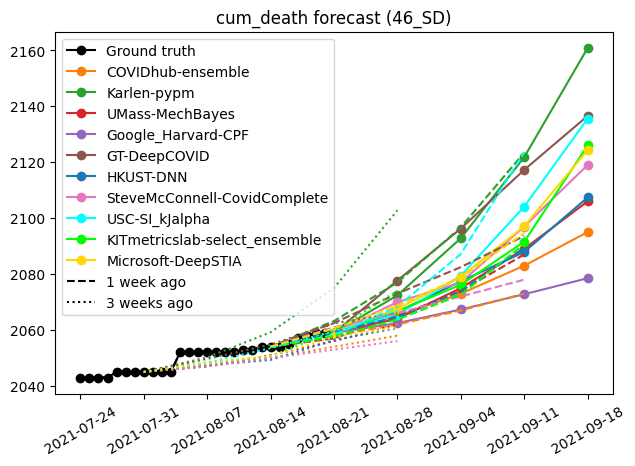 cum_death forecast (46_SD)
2160
2140
2120
2100
2080
2060
2040
Ground truth
COVIDhub-ensemble
Karlen-pypm
UMass-MechBayes
Google_Harvard-CPF
GT-DeepCOVID
HKUST-DNN
SteveMcConnell-CovidComplete
USC-SI_kJalpha
KITmetricslab-select_ensemble
Microsoft-DeepSTIA
1 week ago
3 weeks ago
2021-07-24
2021-07-31
2021-08-07
2021-08-14
2021-08-21
2021-08-28
2021-09-04
2021-09-11
2021-09-18